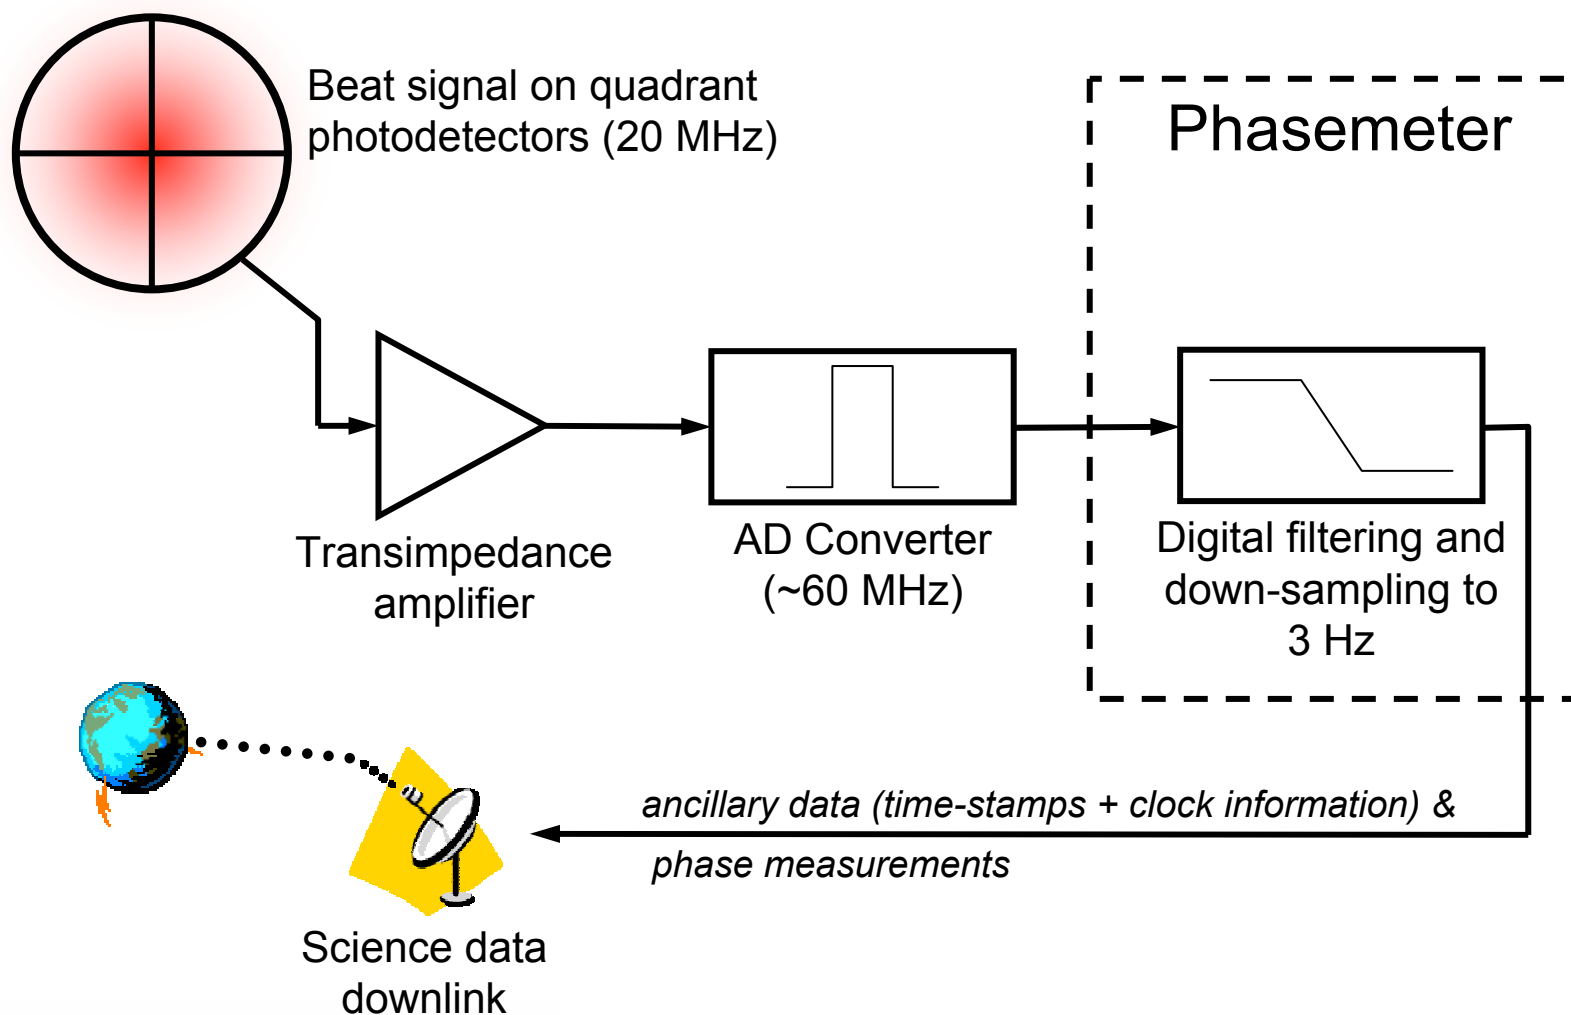 Beat signal on quadrant
photodetectors (20 MHz)
Phasemeter
Transimpedance
amplifier
AD Converter
(~60 MHz)
Digital filtering and
down-sampling to
3 Hz
ancillary data (time-stamps + clock information) &
phase measurements
Science data
downlink